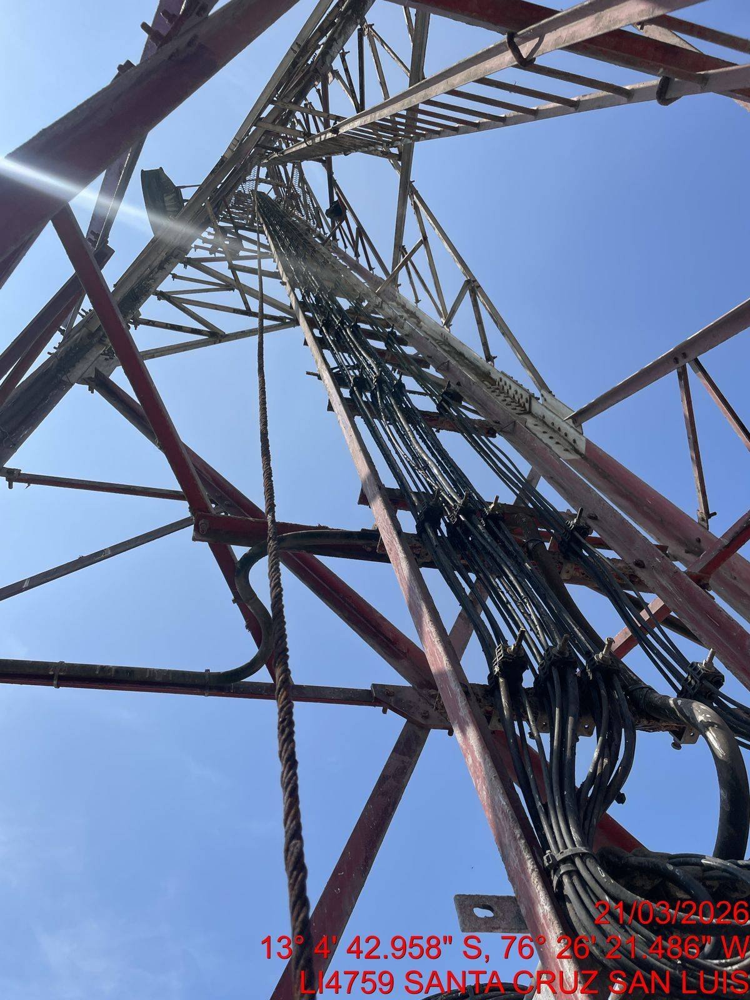 21/03/2026
13° 4' 42.958" S, 76° 26' 21.486" W
LI4759 SANTA CRUZ SAN LUIS